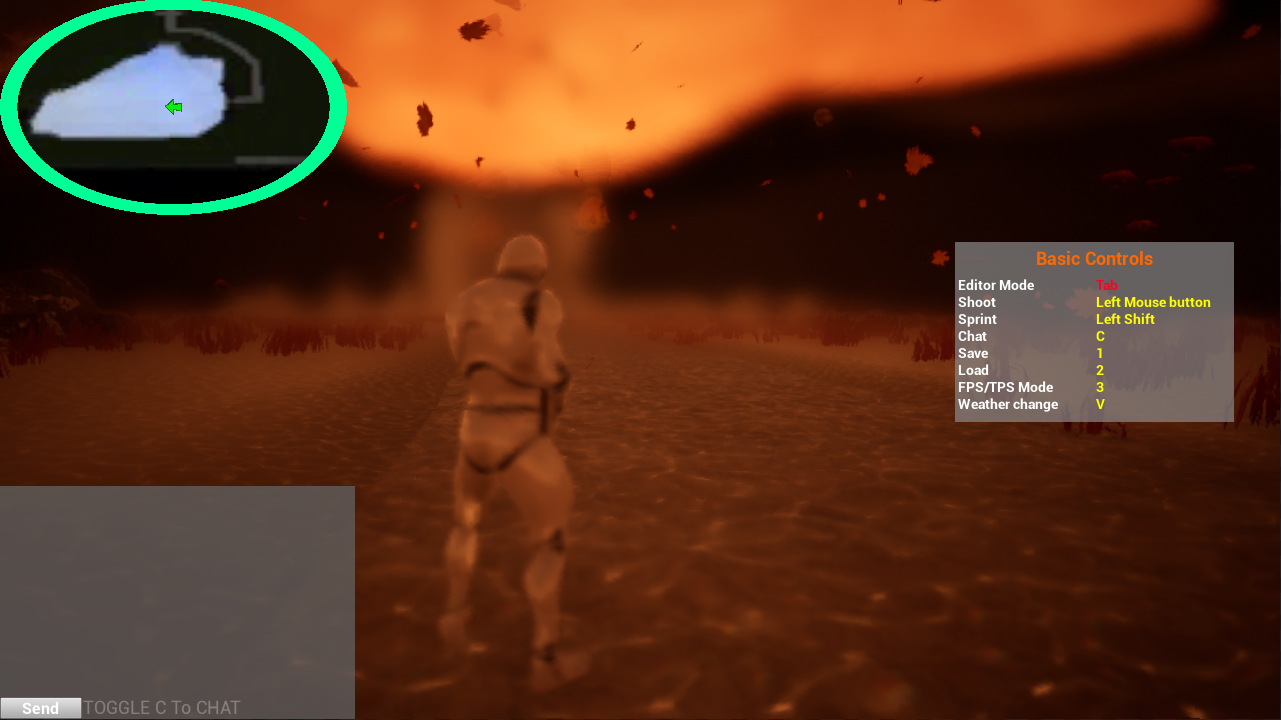 Basic Controls
Editor Mode Tab
Shoot Left Mouse button
Sprint Left Shift
Chat C
Save 1
Load 2
FPS/TPS Mode 3
Weather change V
Send TOGGLE C To CHAT